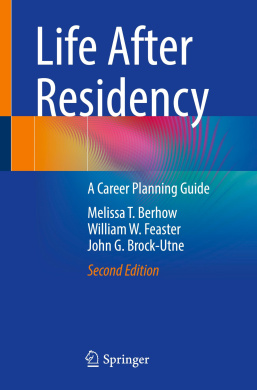 Life After
Residency
A Career Planning Guide
Melissa T. Berhow
William W. Feaster
John G. Brock-Utne
Second Edition
Springer